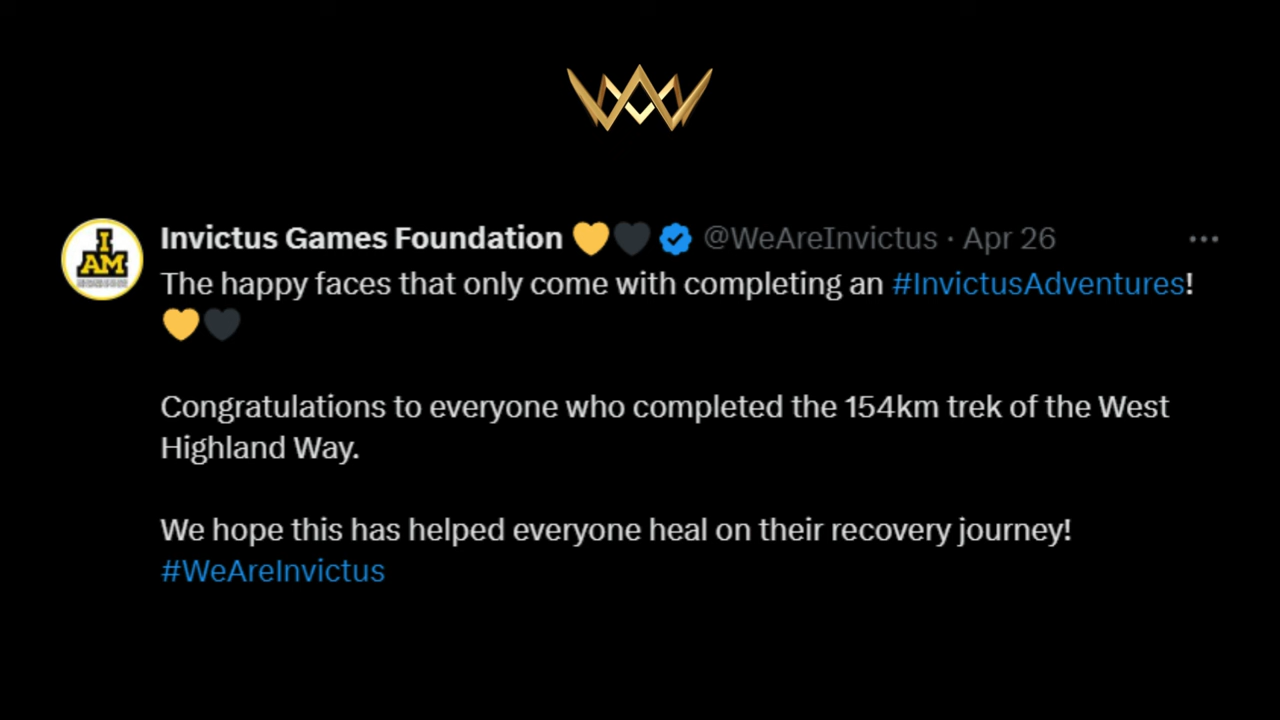 I
AM
Invictus Games Foundation 💛🖤 @WeAreInvictus · Apr 26 ···
The happy faces that only come with completing an #InvictusAdventures!
💛🖤
Congratulations to everyone who completed the 154km trek of the West
Highland Way.
We hope this has helped everyone heal on their recovery journey!
#WeAreInvictus